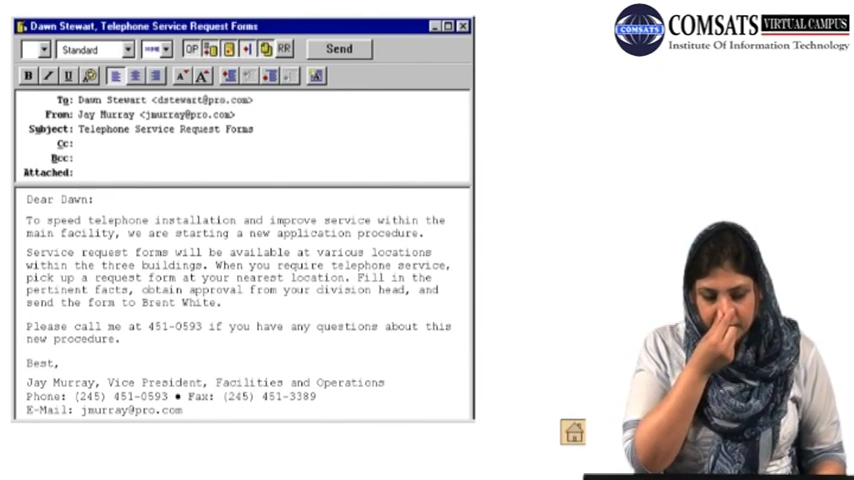 Dawn Stewart, Telephone Service Request Forms
Standard
OP
RR
Send
B I U
A A
To: Dawn Stewart <dstewart@pro.com>
From: Jay Murray <jmurray@pro.com>
Subject: Telephone Service Request Forms
Cc:
Bcc:
Attached:
Dear Dawn:
To speed telephone installation and improve service within the
main facility, we are starting a new application procedure.
Service request forms will be available at various locations
within the three buildings. When you require telephone service,
pick up a request form at your nearest location. Fill in the
pertinent facts, obtain approval from your division head, and
send the form to Brent White.
Please call me at 451-0593 if you have any questions about this
new procedure.
Best,
Jay Murray, Vice President, Facilities and Operations
Phone: (245) 451-0593 ● Fax: (245) 451-3389
E-Mail: jmurray@pro.com
COMSATS
COMSATS VIRTUAL CAMPUS
Institute Of Information Technology